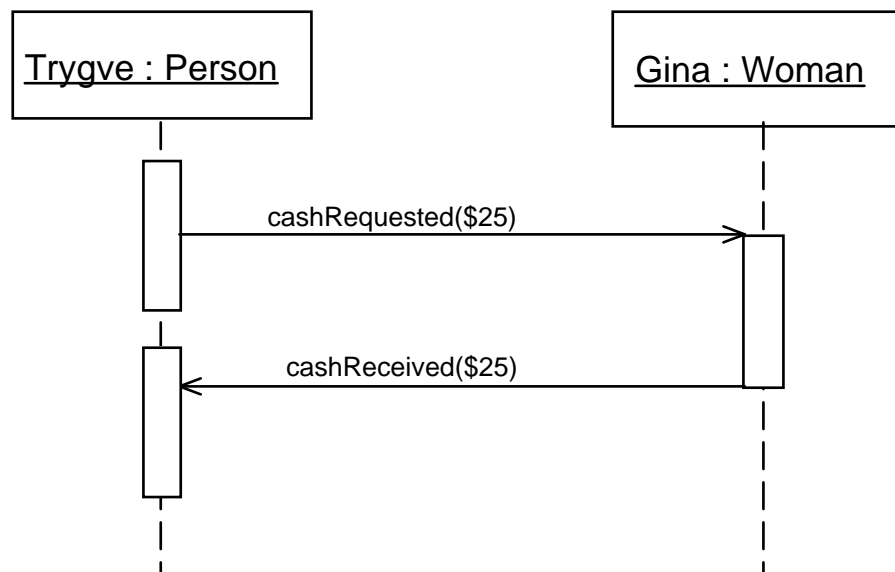 Trygve : Person
Gina : Woman
cashRequested($25)
cashReceived($25)